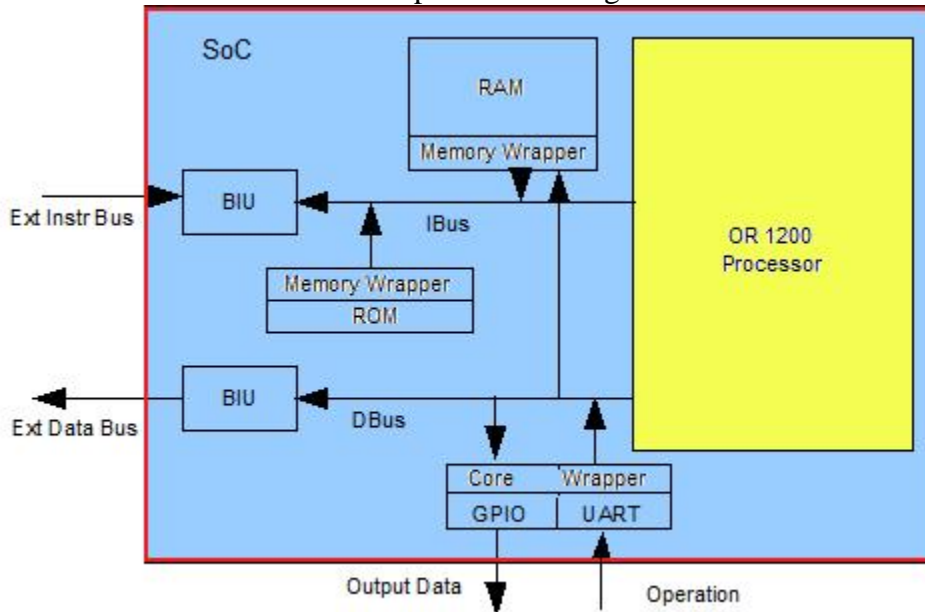 SoC
RAM
Memory Wrapper
BIU
Ext Instr Bus
IBus
OR 1200
Processor
Memory Wrapper
ROM
BIU
DBus
Ext Data Bus
Core Wrapper
GPIO UART
Output Data
Operation